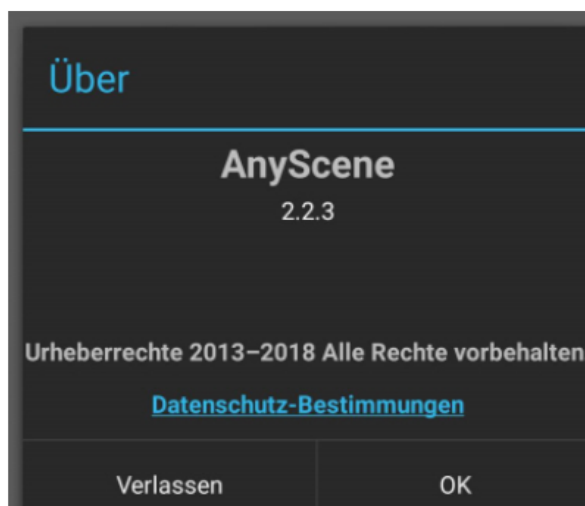 Über
AnyScene
2.2.3
Urheberrechte 2013–2018 Alle Rechte vorbehalten
Datenschutz-Bestimmungen
Verlassen OK